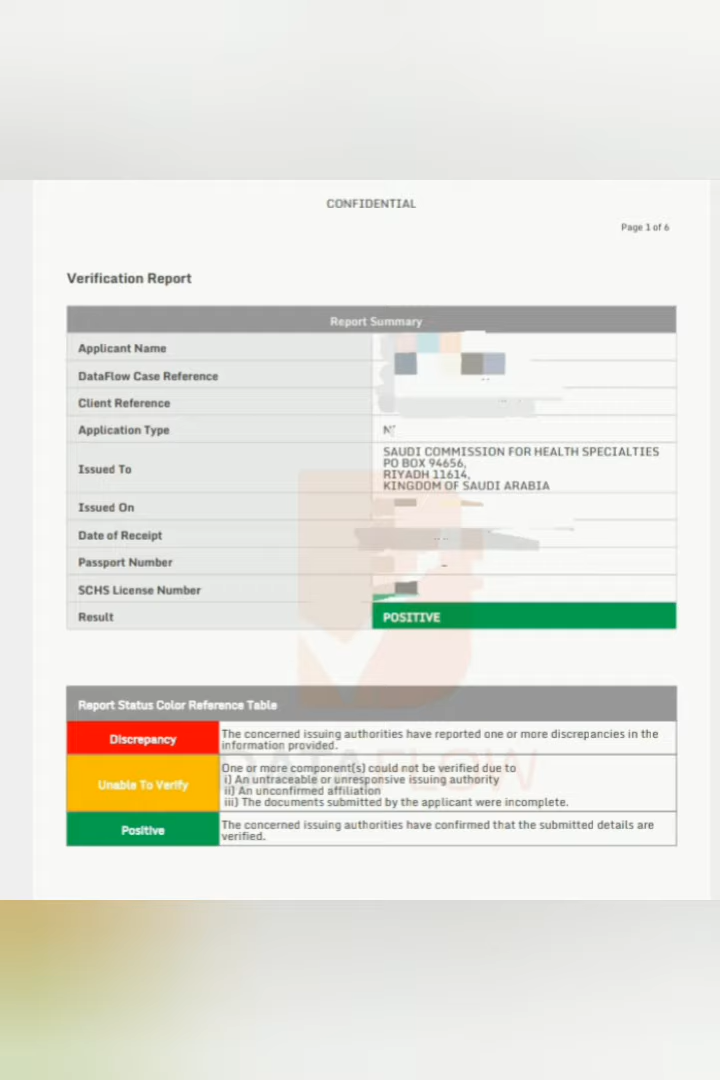 CONFIDENTIAL
Page 1 of 6
Verification Report
Report Summary
Applicant Name
DataFlow Case Reference
Client Reference
Application Type
Issued To
SAUDI COMMISSION FOR HEALTH SPECIALTIES
PO BOX 94656,
RIYADH 11614,
KINGDOM OF SAUDI ARABIA
Issued On
Date of Receipt
Passport Number
SCHS License Number
Result
POSITIVE
Report Status Color Reference Table
Discrepancy
The concerned issuing authorities have reported one or more discrepancies in the
information provided.
Unable To Verify
One or more component(s) could not be verified due to
i) An untraceable or unresponsive issuing authority
ii) An unconfirmed affiliation
iii) The documents submitted by the applicant were incomplete.
Positive
The concerned issuing authorities have confirmed that the submitted details are
verified.
DATAFLOW